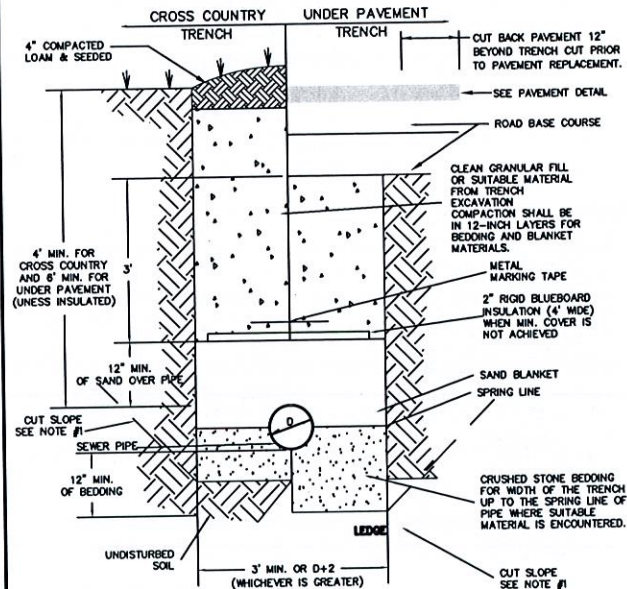 CROSS COUNTRY
TRENCH
UNDER PAVEMENT
TRENCH
4" COMPACTED
LOAM & SEEDED
CUT BACK PAVEMENT 12"
BEYOND TRENCH CUT PRIOR
TO PAVEMENT REPLACEMENT.
SEE PAVEMENT DETAIL
ROAD BASE COURSE
CLEAN GRANULAR FILL
OR SUITABLE MATERIAL
FROM TRENCH
EXCAVATION
COMPACTION SHALL BE
IN 12-INCH LAYERS FOR
BEDDING AND BLANKET
MATERIALS.
4' MIN. FOR
CROSS COUNTRY
AND 6' MIN. FOR
UNDER PAVEMENT
(UNESS INSULATED)
3'
METAL
MARKING TAPE
2" RIGID BLUEBOARD
INSULATION (4' WIDE)
WHEN MIN. COVER IS
NOT ACHIEVED
12" MIN.
OF SAND OVER PIPE
SAND BLANKET
SPRING LINE
CUT SLOPE
SEE NOTE #1
D
SEWER PIPE
12" MIN.
OF BEDDING
CRUSHED STONE BEDDING
FOR WIDTH OF THE TRENCH
UP TO THE SPRING LINE OF
PIPE WHERE SUITABLE
MATERIAL IS ENCOUNTERED.
LEDGE
UNDISTURBED
SOIL
3' MIN. OR D+2
(WHICHEVER IS GREATER)
CUT SLOPE
SEE NOTE #1